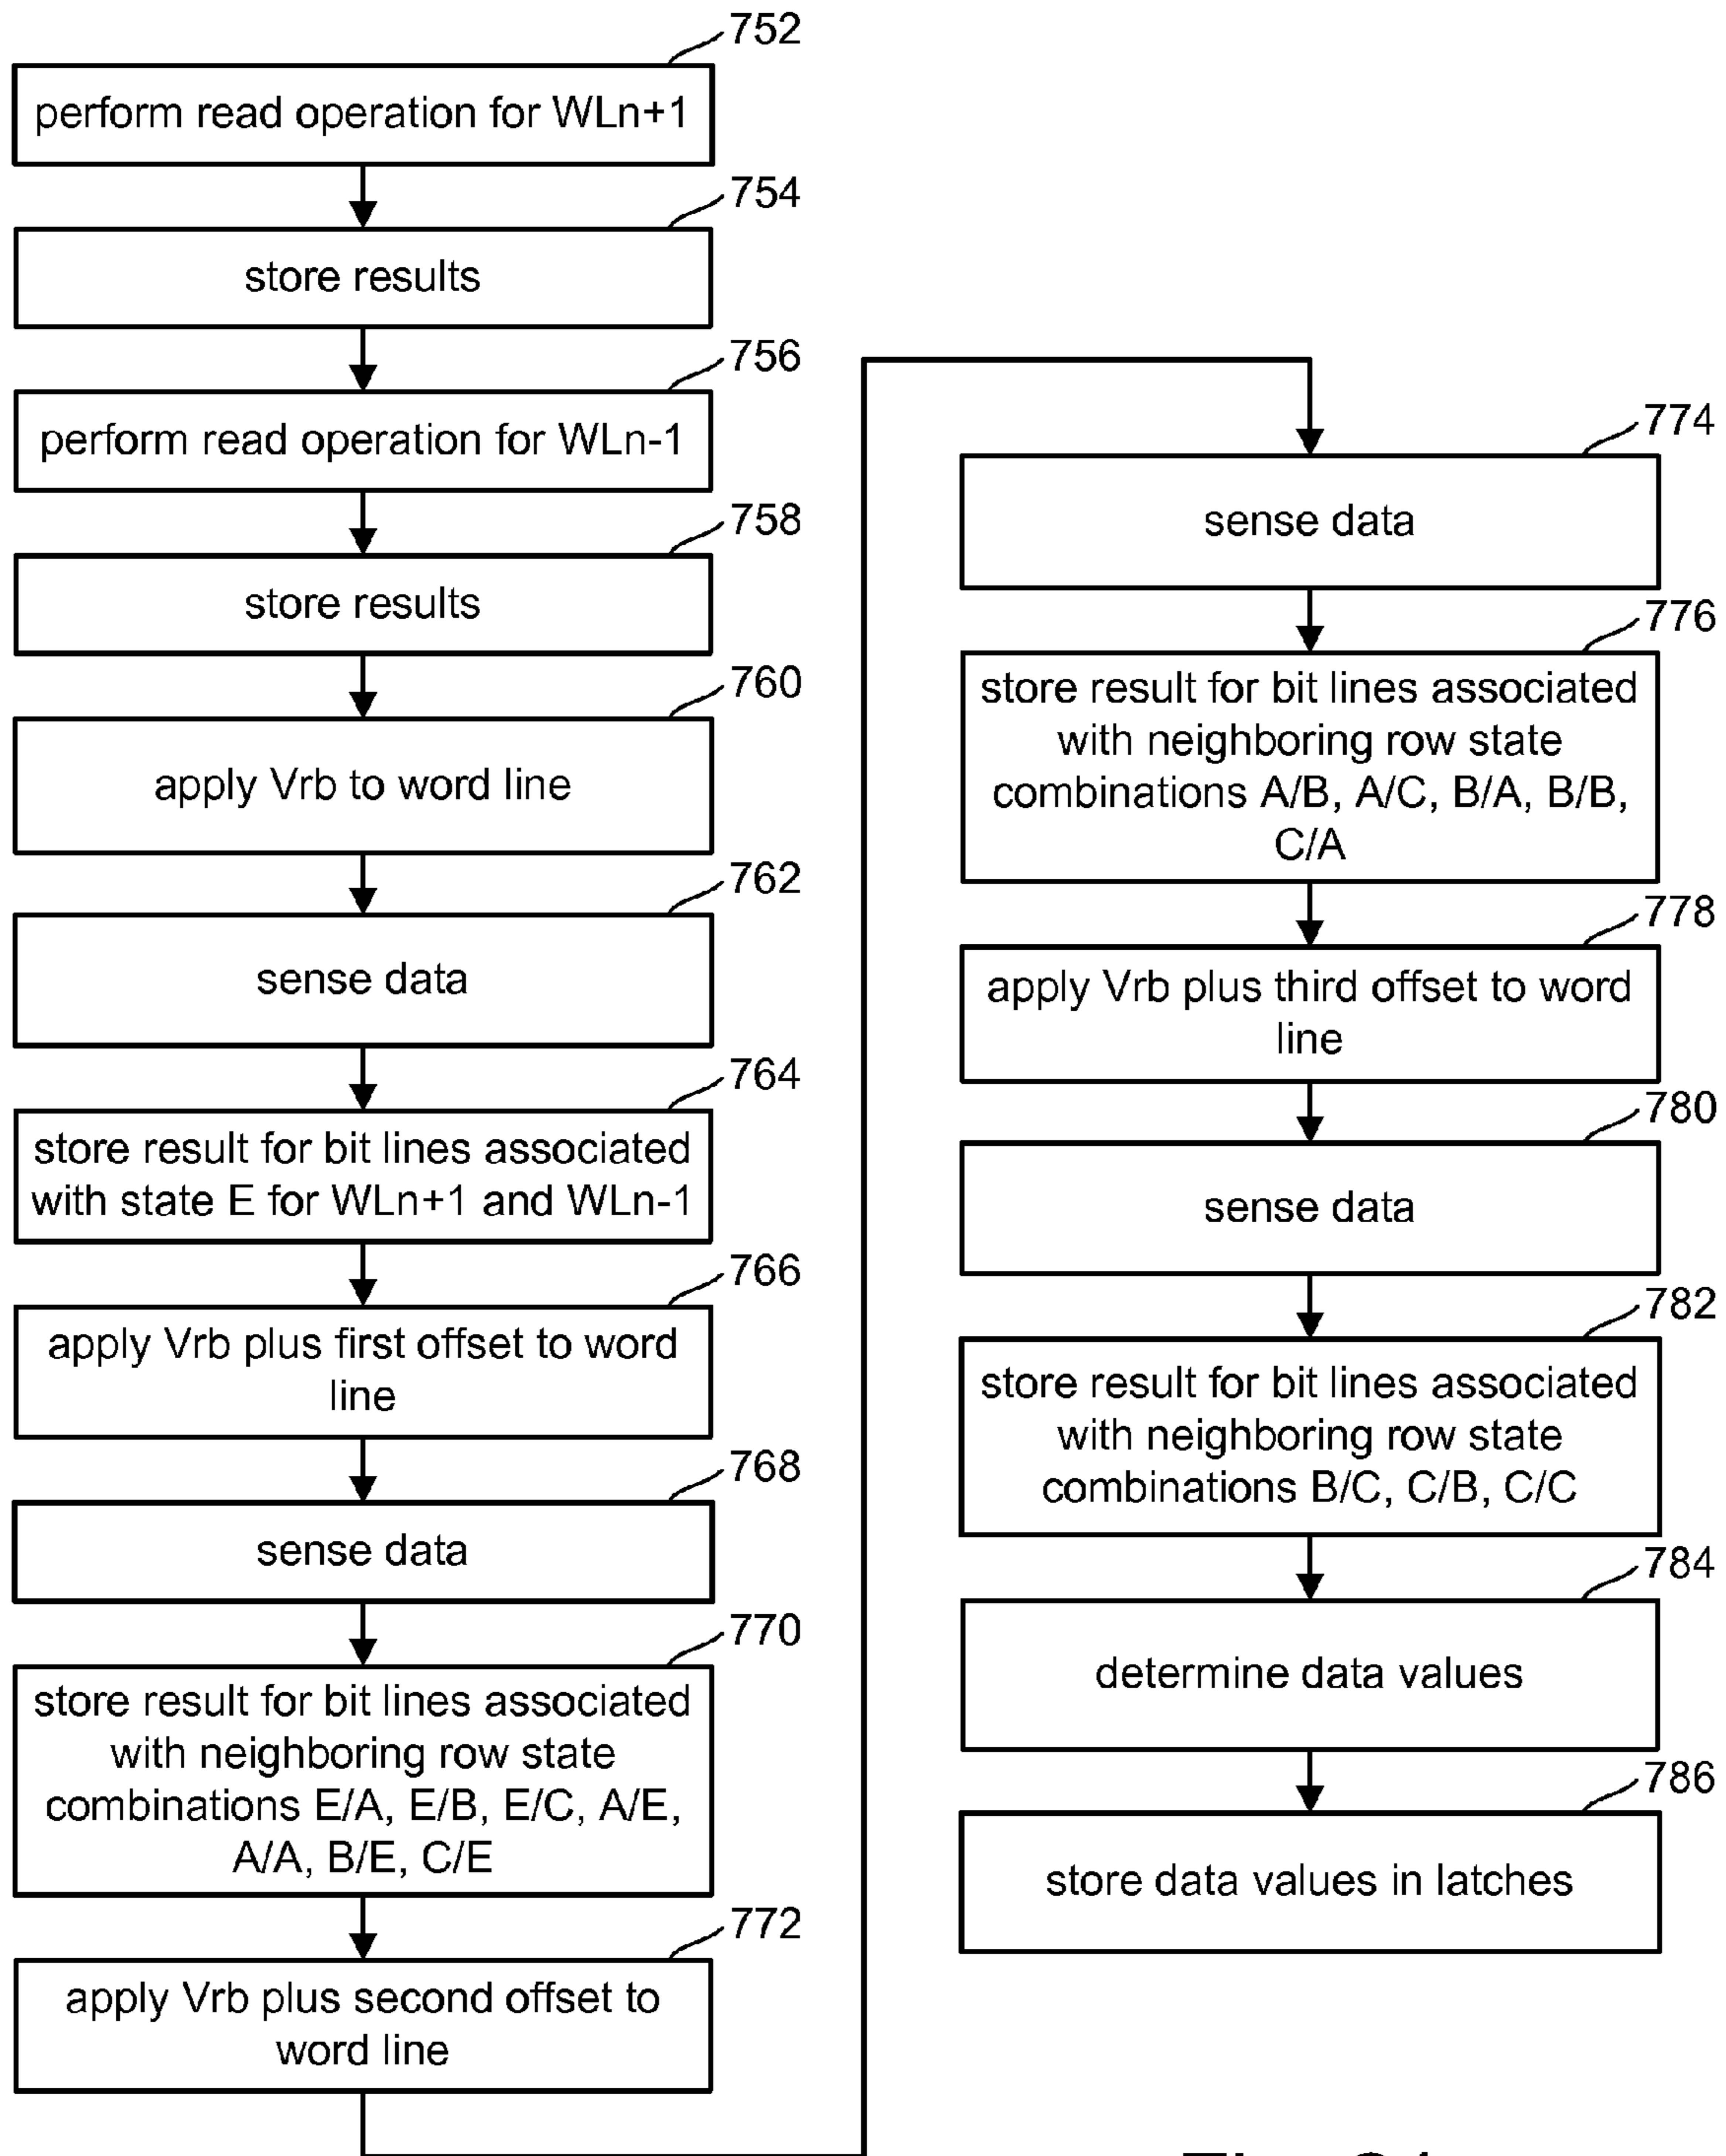 752
perform read operation for WLn+1
754
store results
756
perform read operation for WLn-1
758
store results
760
apply Vrb to word line
762
sense data
764
store result for bit lines associated
with state E for WLn+1 and WLn-1
766
apply Vrb plus first offset to word
line
768
sense data
770
store result for bit lines associated
with neighboring row state
combinations E/A, E/B, E/C, A/E,
A/A, B/E, C/E
772
apply Vrb plus second offset to
word line
774
sense data
776
store result for bit lines associated
with neighboring row state
combinations A/B, A/C, B/A, B/B,
C/A
778
apply Vrb plus third offset to word
line
780
sense data
782
store result for bit lines associated
with neighboring row state
combinations B/C, C/B, C/C
784
determine data values
786
store data values in latches